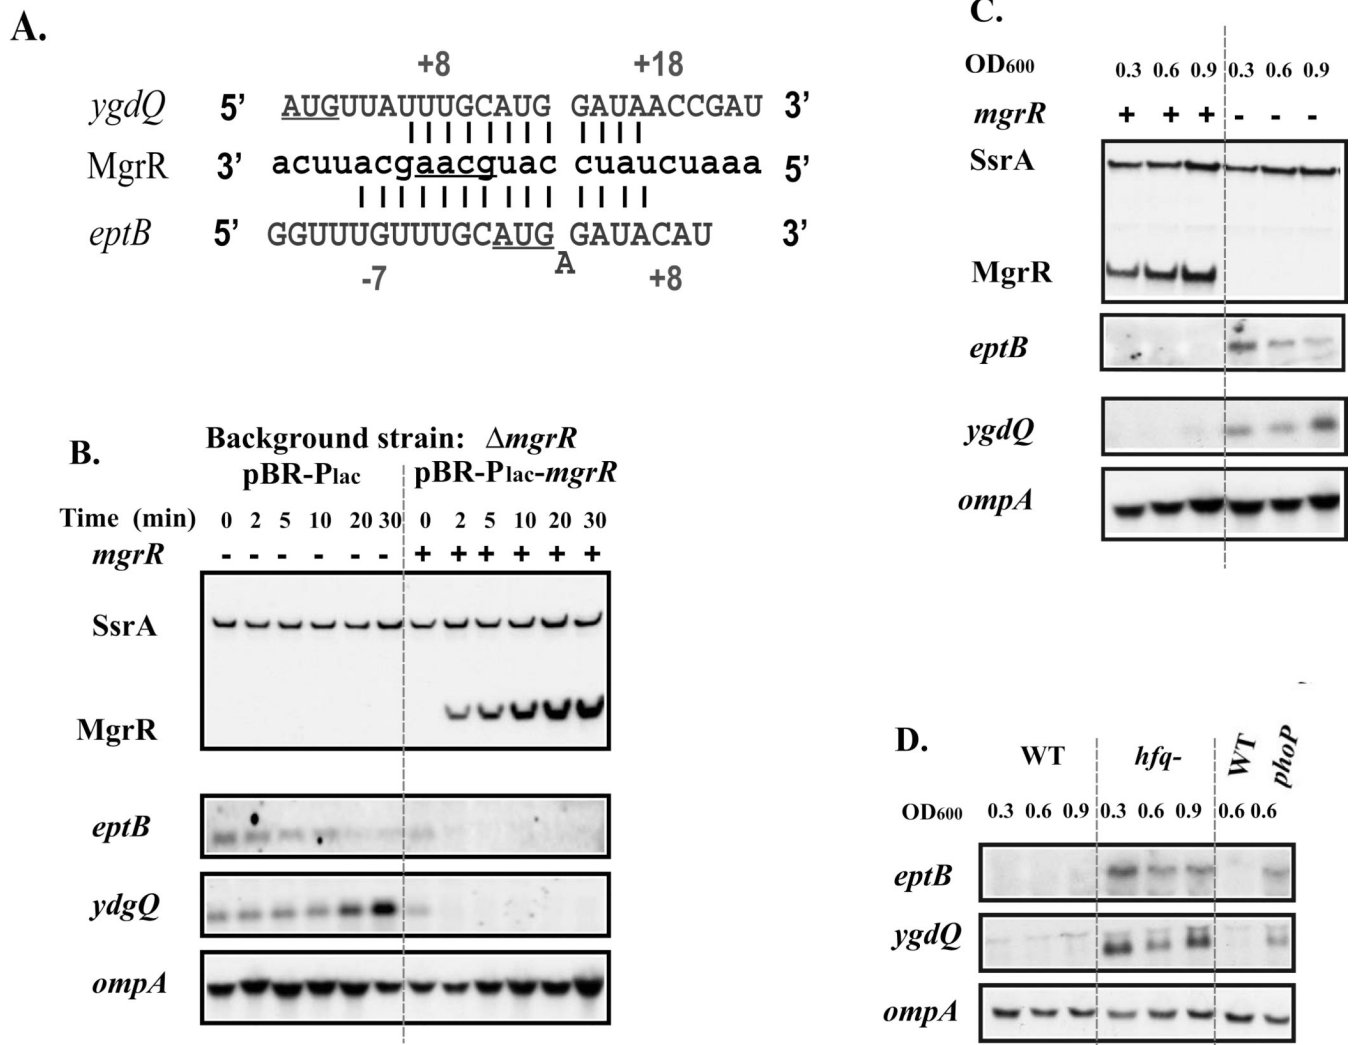 A.
+8 +18
ygdQ 5’ AUGUUAUUUGCAUG GAUAACCGAU 3’
MgrR 3’ acuuacgaacguac cuaucuaaa 5’
eptB 5’ GGUUUGUUUGCAUG GAUACAU 3’
A
-7 +8
B.
Background strain: ΔmgrR
pBR-Plac pBR-Plac-mgrR
Time (min) 0 2 5 10 20 30 0 2 5 10 20 30
mgrR - - - - - - + + + + + +
SsrA
MgrR
eptB
ydgQ
ompA
C.
OD600 0.3 0.6 0.9 0.3 0.6 0.9
mgrR + + + - - -
SsrA
MgrR
eptB
ygdQ
ompA
D.
WT hfq- WT phoP
OD600 0.3 0.6 0.9 0.3 0.6 0.9 0.6 0.6
eptB
ygdQ
ompA